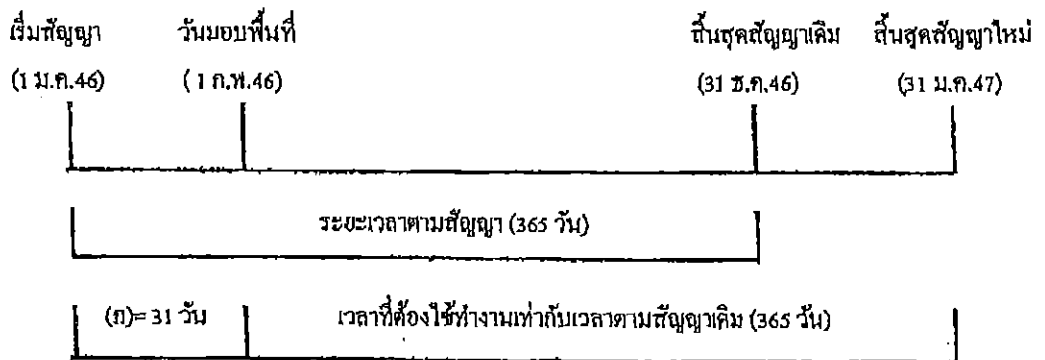 เริ่มสัญญา วันมอบพื้นที่ สิ้นสุดสัญญาเดิม สิ้นสุดสัญญาใหม่
(1 ม.ค.46) (1 ก.พ.46) (31 ธ.ค.46) (31 ม.ค.47)
ระยะเวลาตามสัญญา (365 วัน)
(ก)= 31 วัน เวลาที่ต้องใช้ทำงานเท่ากับเวลาตามสัญญาเดิม (365 วัน)